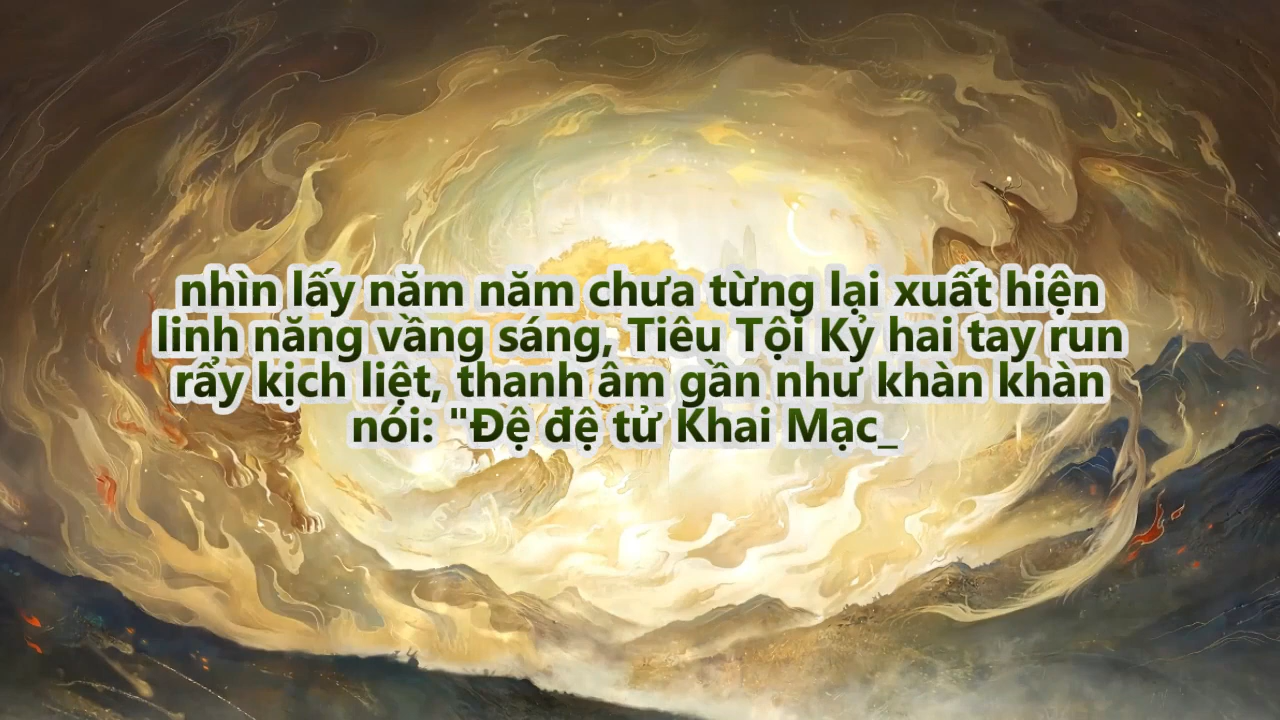 nhìn lấy năm năm chưa từng lại xuất hiện
linh năng vầng sáng, Tiêu Tội Kỷ hai tay run
rẩy kịch liệt, thanh âm gần như khàn khàn
nói: "Đệ đệ tử Khai Mạc_